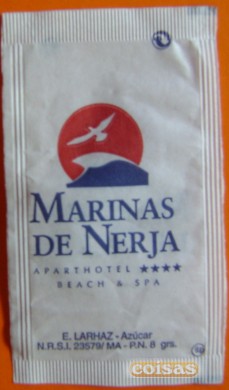 MARINAS
DE NERJA
APARTHOTEL ★★★★
BEACH & SPA
E. LARHAZ - Azúcar
N.R.S.I. 23579/ MA - P.N. 8 grs.
coisas